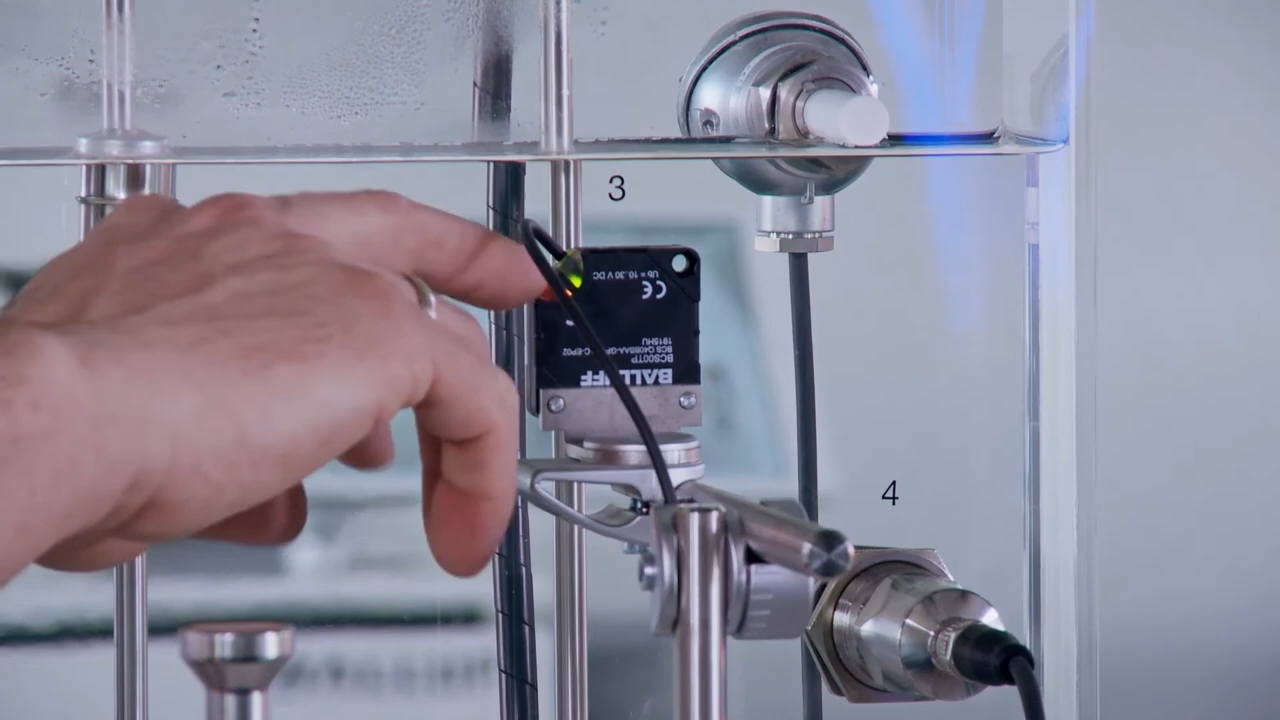 3
Ub = 10..30 V DC
CE
1915HU
BCS00TP
BALLUFF
4